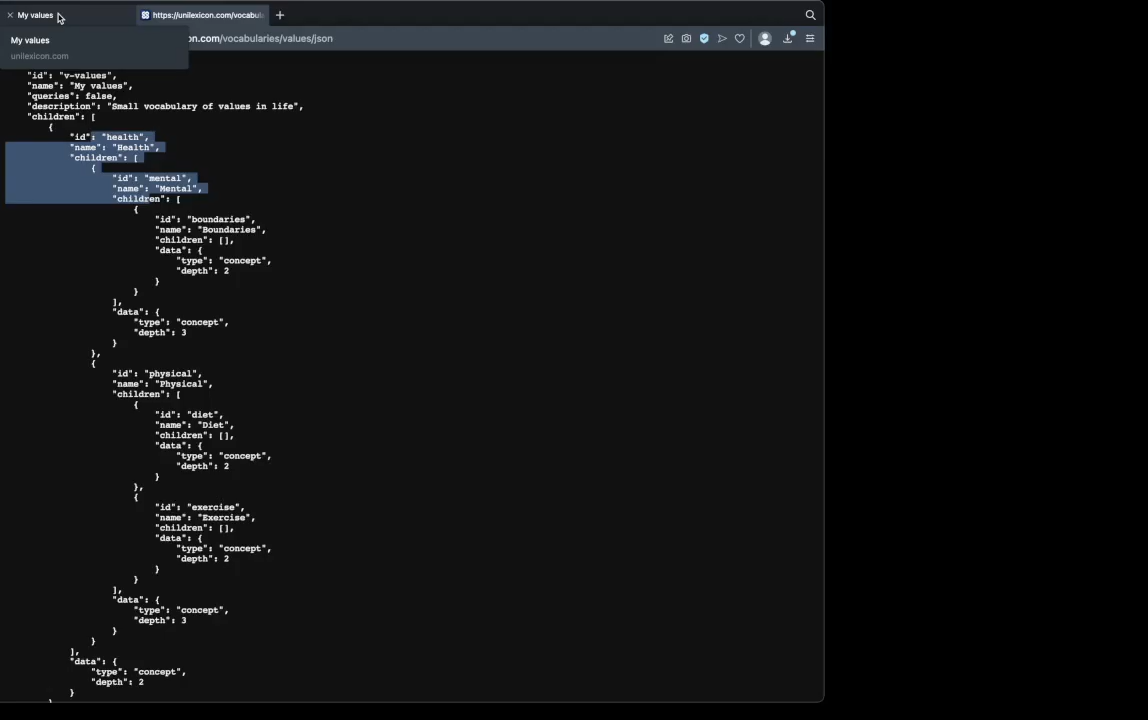 My values
https://unilexicon.com/vocabul
My values
unilexicon.com
on.com/vocabularies/values/json
"id": "v-values",
"name": "My values",
"queries": false,
"description": "Small vocabulary of values in life",
"children": [
{
"id": "health",
"name": "Health",
"children": [
{
"id": "mental",
"name": "Mental",
"children": [
{
"id": "boundaries",
"name": "Boundaries",
"children": [],
"data": {
"type": "concept",
"depth": 2
}
}
],
"data": {
"type": "concept",
"depth": 3
}
},
{
"id": "physical",
"name": "Physical",
"children": [
{
"id": "diet",
"name": "Diet",
"children": [],
"data": {
"type": "concept",
"depth": 2
}
},
{
"id": "exercise",
"name": "Exercise",
"children": [],
"data": {
"type": "concept",
"depth": 2
}
}
],
"data": {
"type": "concept",
"depth": 3
}
}
],
"data": {
"type": "concept",
"depth": 2
}